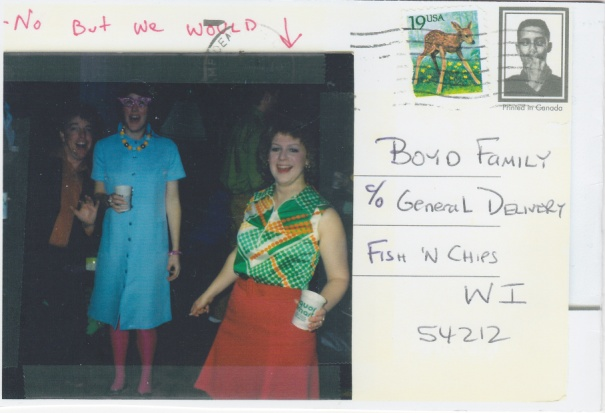 -No But we would
19 USA
Printed in Canada
Boyd Family
c/o General Delivery
Fish 'N Chips
WI
54212